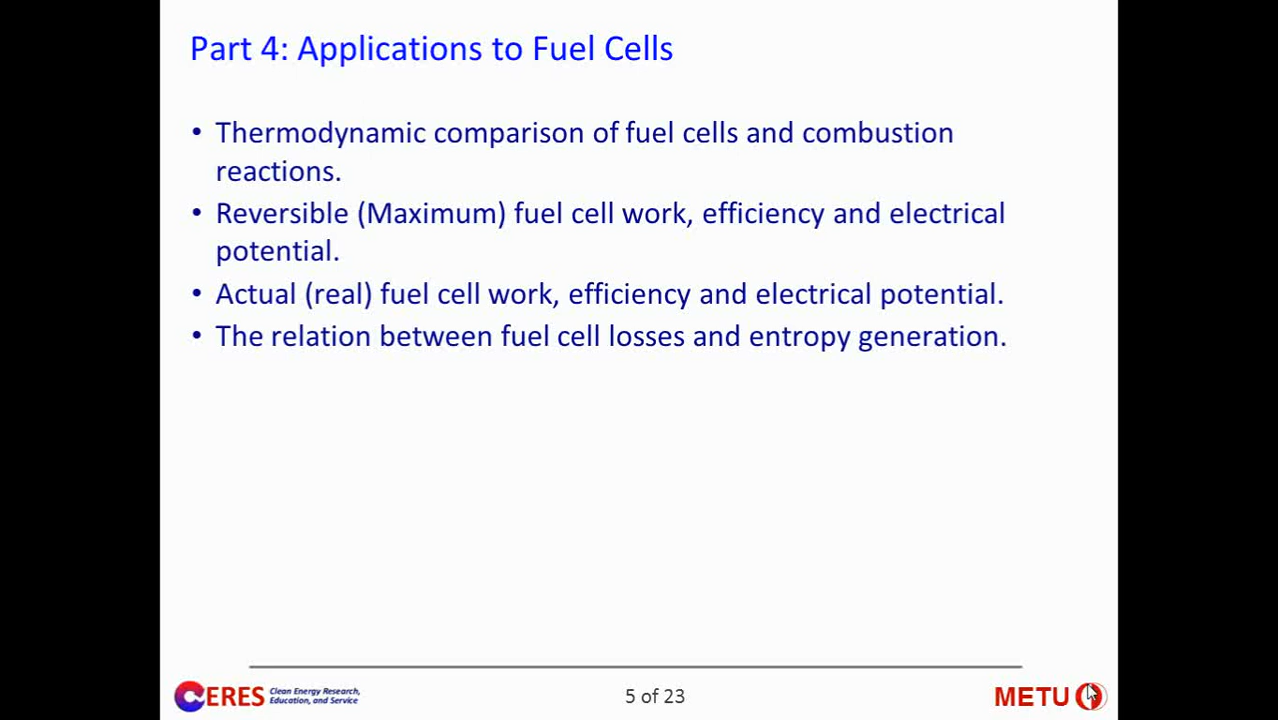 Part 4: Applications to Fuel Cells
• Thermodynamic comparison of fuel cells and combustion
reactions.
• Reversible (Maximum) fuel cell work, efficiency and electrical
potential.
• Actual (real) fuel cell work, efficiency and electrical potential.
• The relation between fuel cell losses and entropy generation.
CERES Clean Energy Research,
Education, and Service
5 of 23
METU